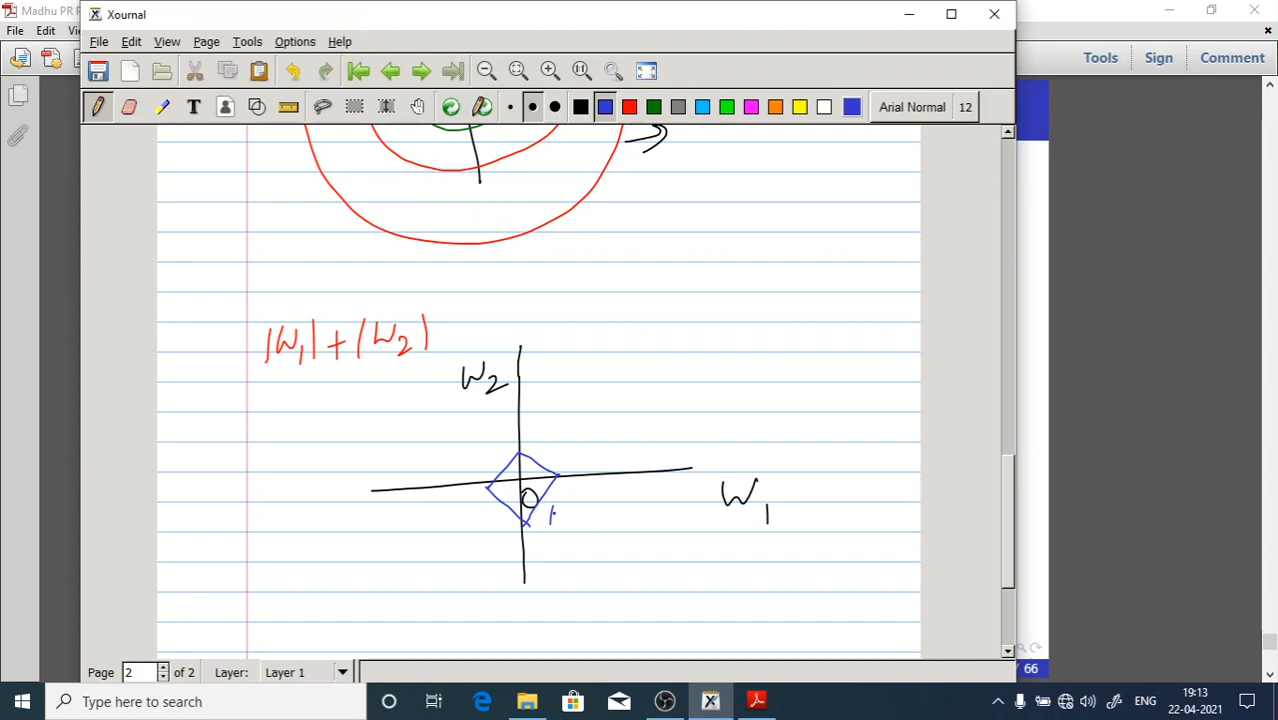 Madhu PR P
File Ed
Xournal
File Edit View Page Tools Options Help
Tools Sign Comment
T Arial Normal 12
|W1| + |W2|
W2
O
W1
Page 2 of 2 Layer: Layer 1
/ 66
Type here to search
ENG
19:13
22-04-2021